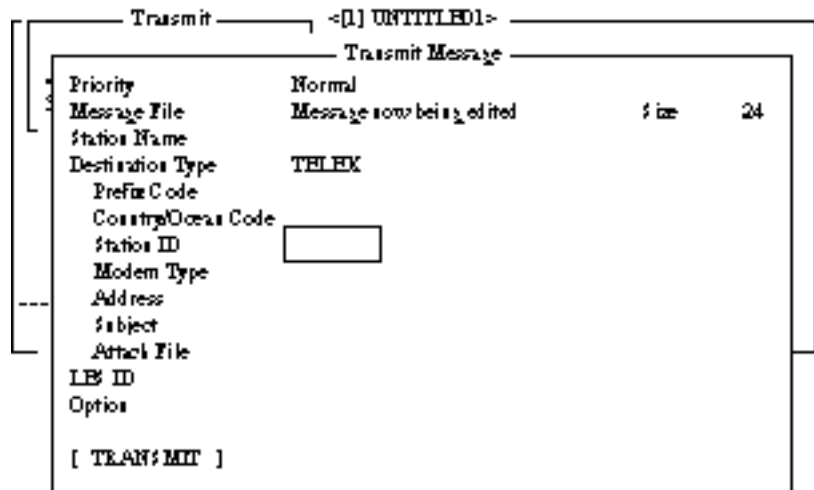 Transmit <[1] UNTITLED1>
Transmit Message
Priority Normal
Message File Message now being edited Size 24
Station Name
Destination Type TELEX
Prefix Code
Country/Ocean Code
Station ID
Modem Type
Address
Subject
Attach File
LES ID
Option
[ TRANSMIT ]